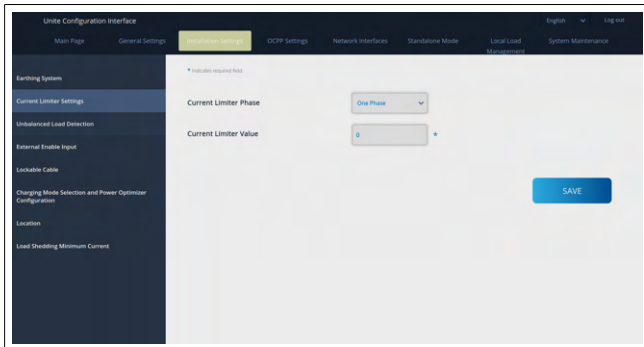 Unite Configuration Interface
English
Log out
Main Page
General Settings
Installation Settings
OCPP Settings
Network Interfaces
Standalone Mode
Local Load
Management
System Maintenance
* Indicates required field.
Earthing System
Current Limiter Settings
Current Limiter Phase
One Phase
Unbalanced Load Detection
Current Limiter Value
0
*
External Enable Input
Lockable Cable
Charging Mode Selection and Power Optimizer
Configuration
SAVE
Location
Load Shedding Minimum Current